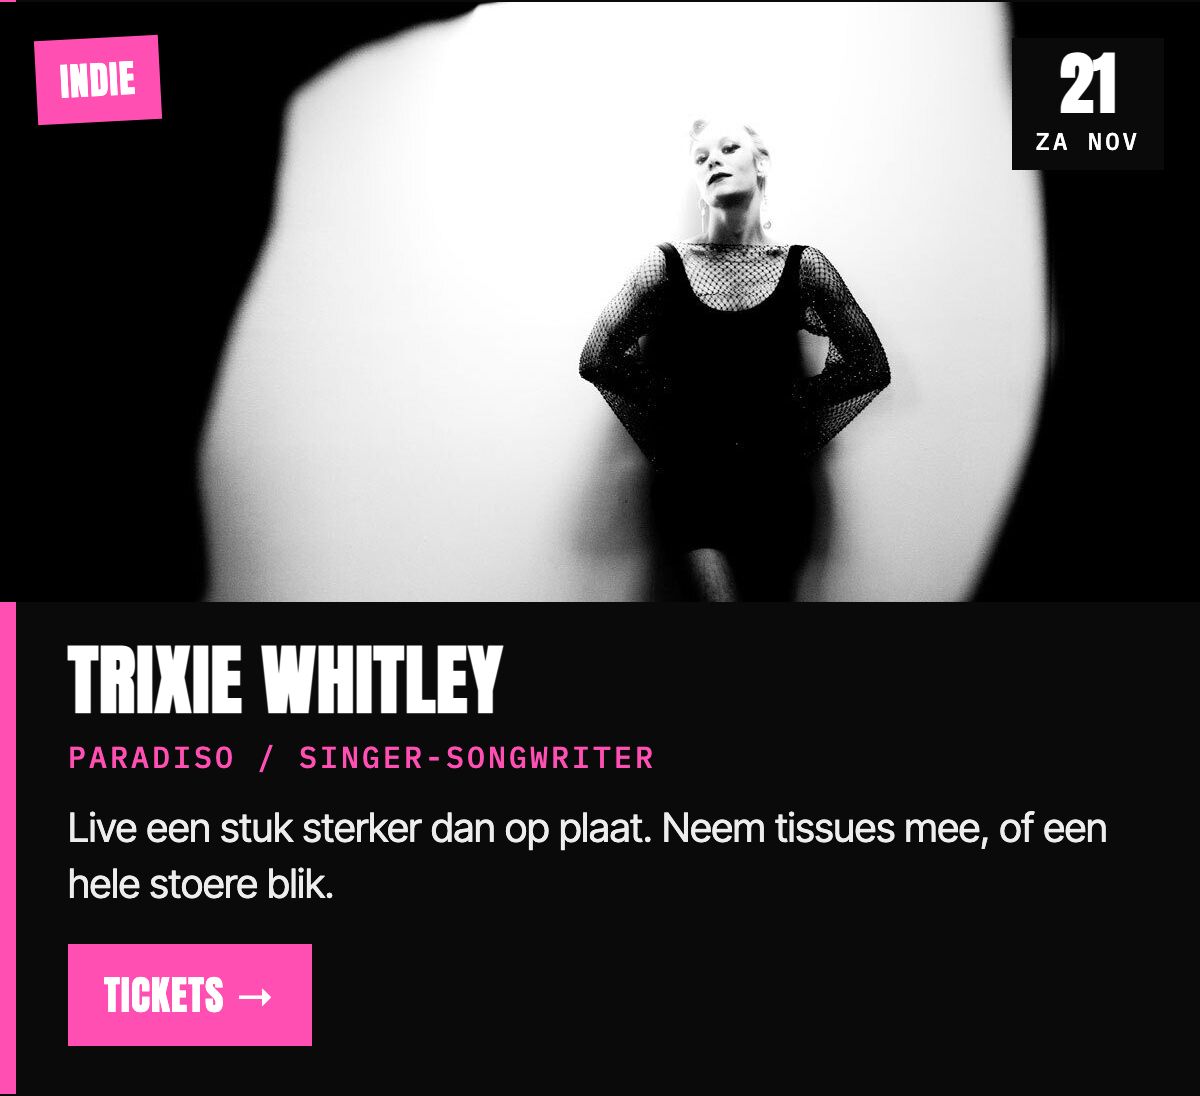 INDIE
21
ZA NOV
TRIXIE WHITLEY
PARADISO / SINGER-SONGWRITER
Live een stuk sterker dan op plaat. Neem tissues mee, of een
hele stoere blik.
TICKETS →